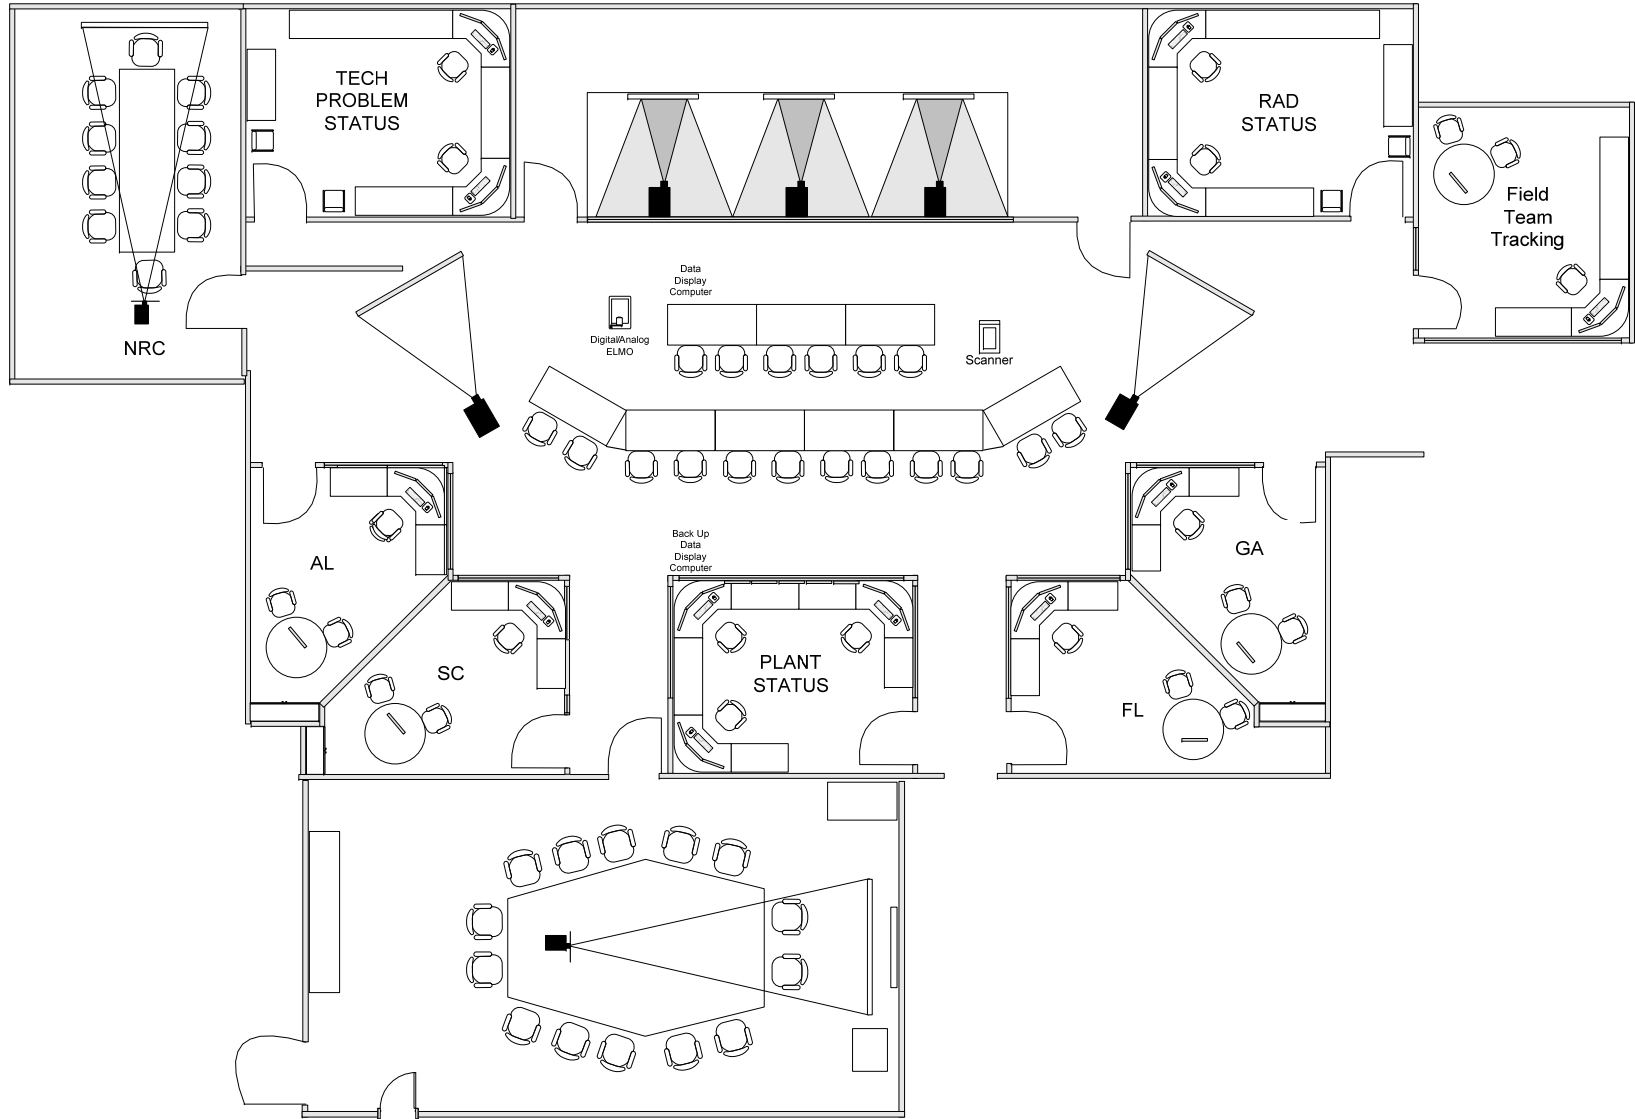 TECH
PROBLEM
STATUS
RAD
STATUS
Field
Team
Tracking
NRC
Data
Display
Computer
Digital/Analog
ELMO
Scanner
AL
GA
Back Up
Data
Display
Computer
SC
PLANT
STATUS
FL